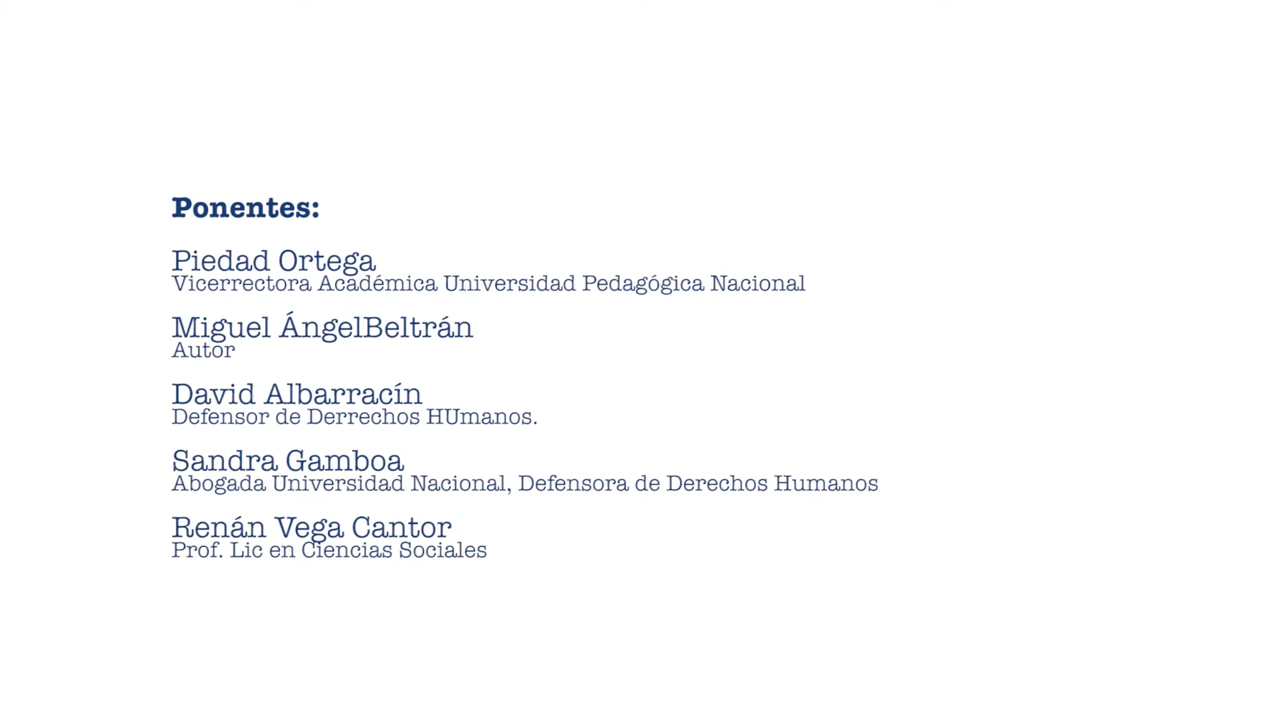 Ponentes:
Piedad Ortega
Vicerrectora Académica Universidad Pedagógica Nacional
Miguel ÁngelBeltrán
Autor
David Albarracín
Defensor de Derrechos HUmanos.
Sandra Gamboa
Abogada Universidad Nacional, Defensora de Derechos Humanos
Renán Vega Cantor
Prof. Lic en Ciencias Sociales